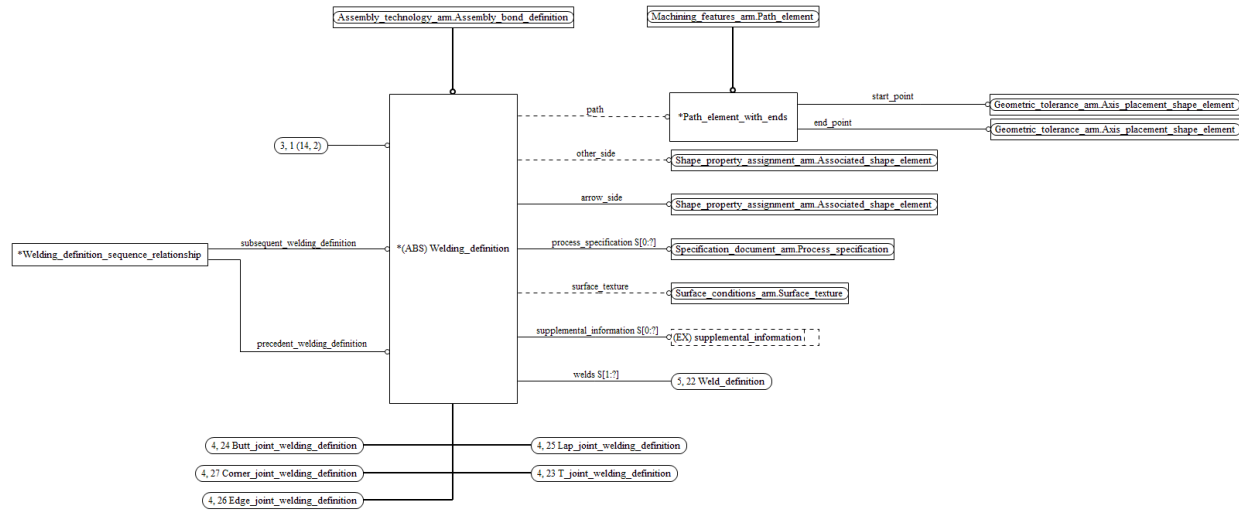 Assembly_technology_arm.Assembly_bond_definition
Machining_features_arm.Path_element
start_point
path
Geometric_tolerance_arm.Axis_placement_shape_element
*Path_element_with_ends
end_point
Geometric_tolerance_arm.Axis_placement_shape_element
3, 1 (14, 2)
other_side
Shape_property_assignment_arm.Associated_shape_element
arrow_side
Shape_property_assignment_arm.Associated_shape_element
subsequent_welding_definition
*(ABS) Welding_definition
process_specification S[0:?]
Specification_document_arm.Process_specification
*Welding_definition_sequence_relationship
surface_texture
Surface_conditions_arm.Surface_texture
supplemental_information S[0:?]
(EX) supplemental_information
precedent_welding_definition
welds S[1:?]
5, 22 Weld_definition
4, 24 Butt_joint_welding_definition
4, 25 Lap_joint_welding_definition
4, 27 Corner_joint_welding_definition
4, 23 T_joint_welding_definition
4, 26 Edge_joint_welding_definition